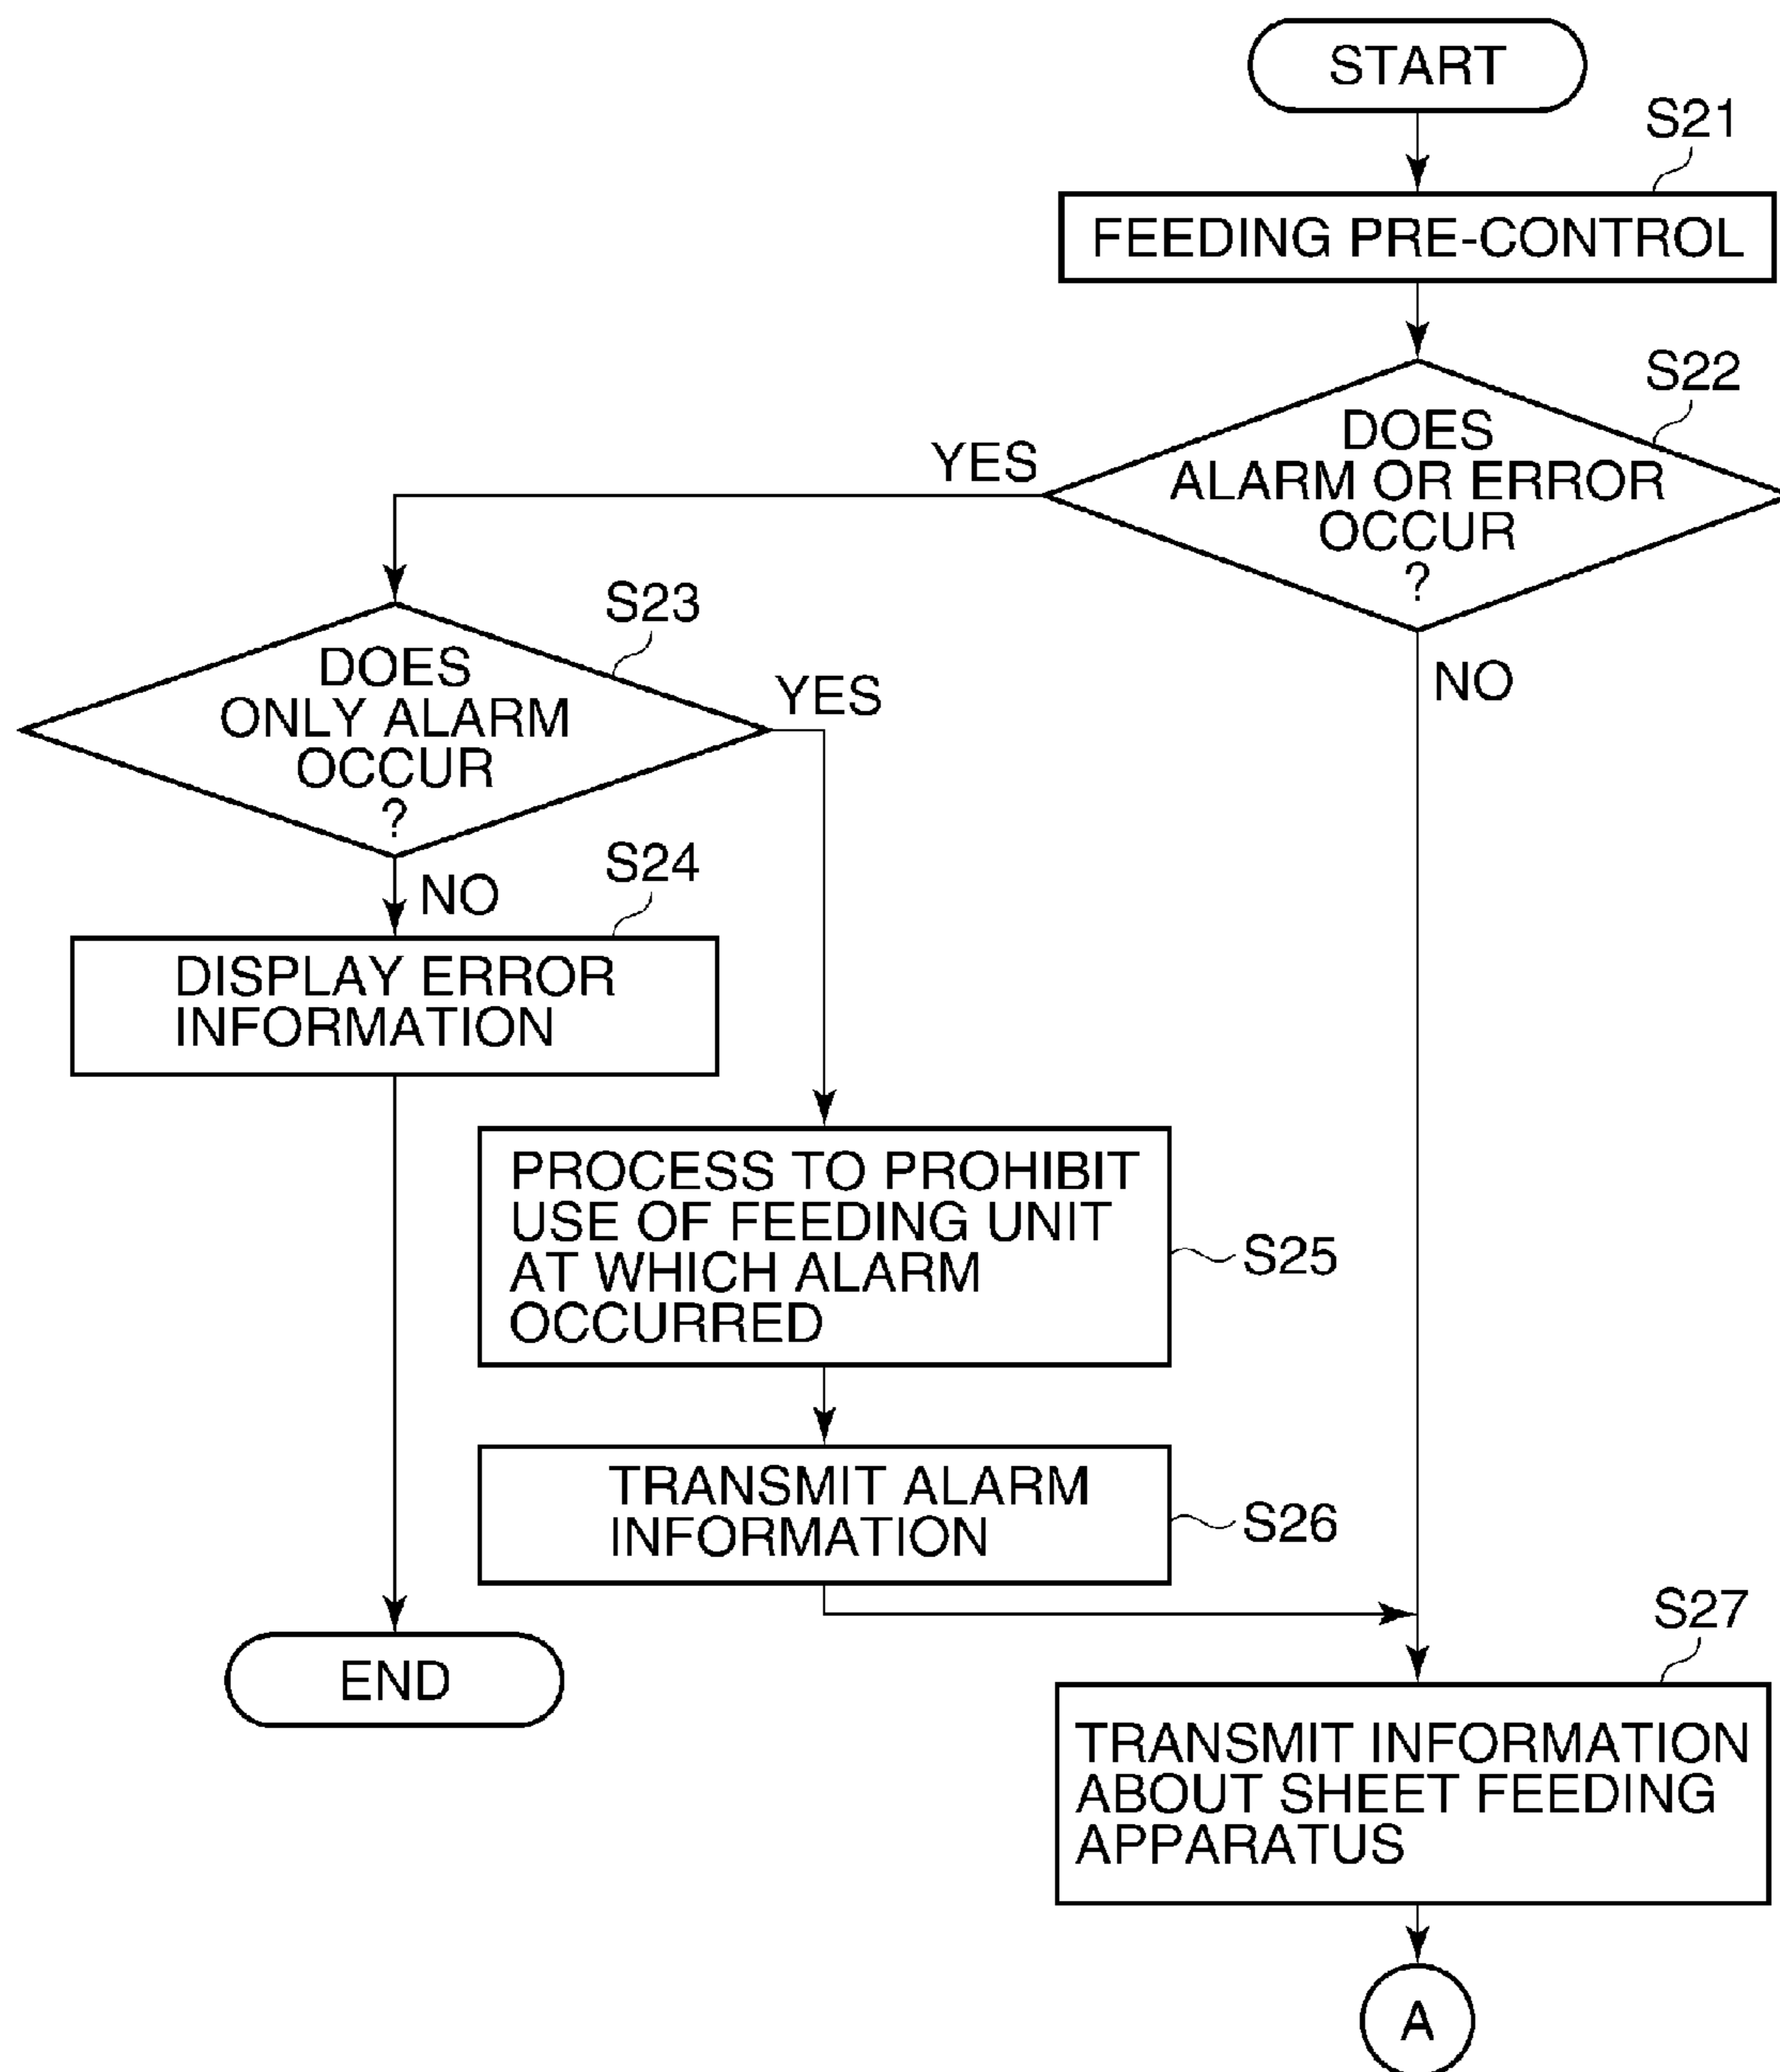 START
S21
FEEDING PRE-CONTROL
S22
DOES
ALARM OR ERROR
OCCUR
?
YES
NO
S23
DOES
ONLY ALARM
OCCUR
?
YES
NO
S24
DISPLAY ERROR
INFORMATION
PROCESS TO PROHIBIT
USE OF FEEDING UNIT
AT WHICH ALARM
OCCURRED
S25
TRANSMIT ALARM
INFORMATION
S26
END
S27
TRANSMIT INFORMATION
ABOUT SHEET FEEDING
APPARATUS
A